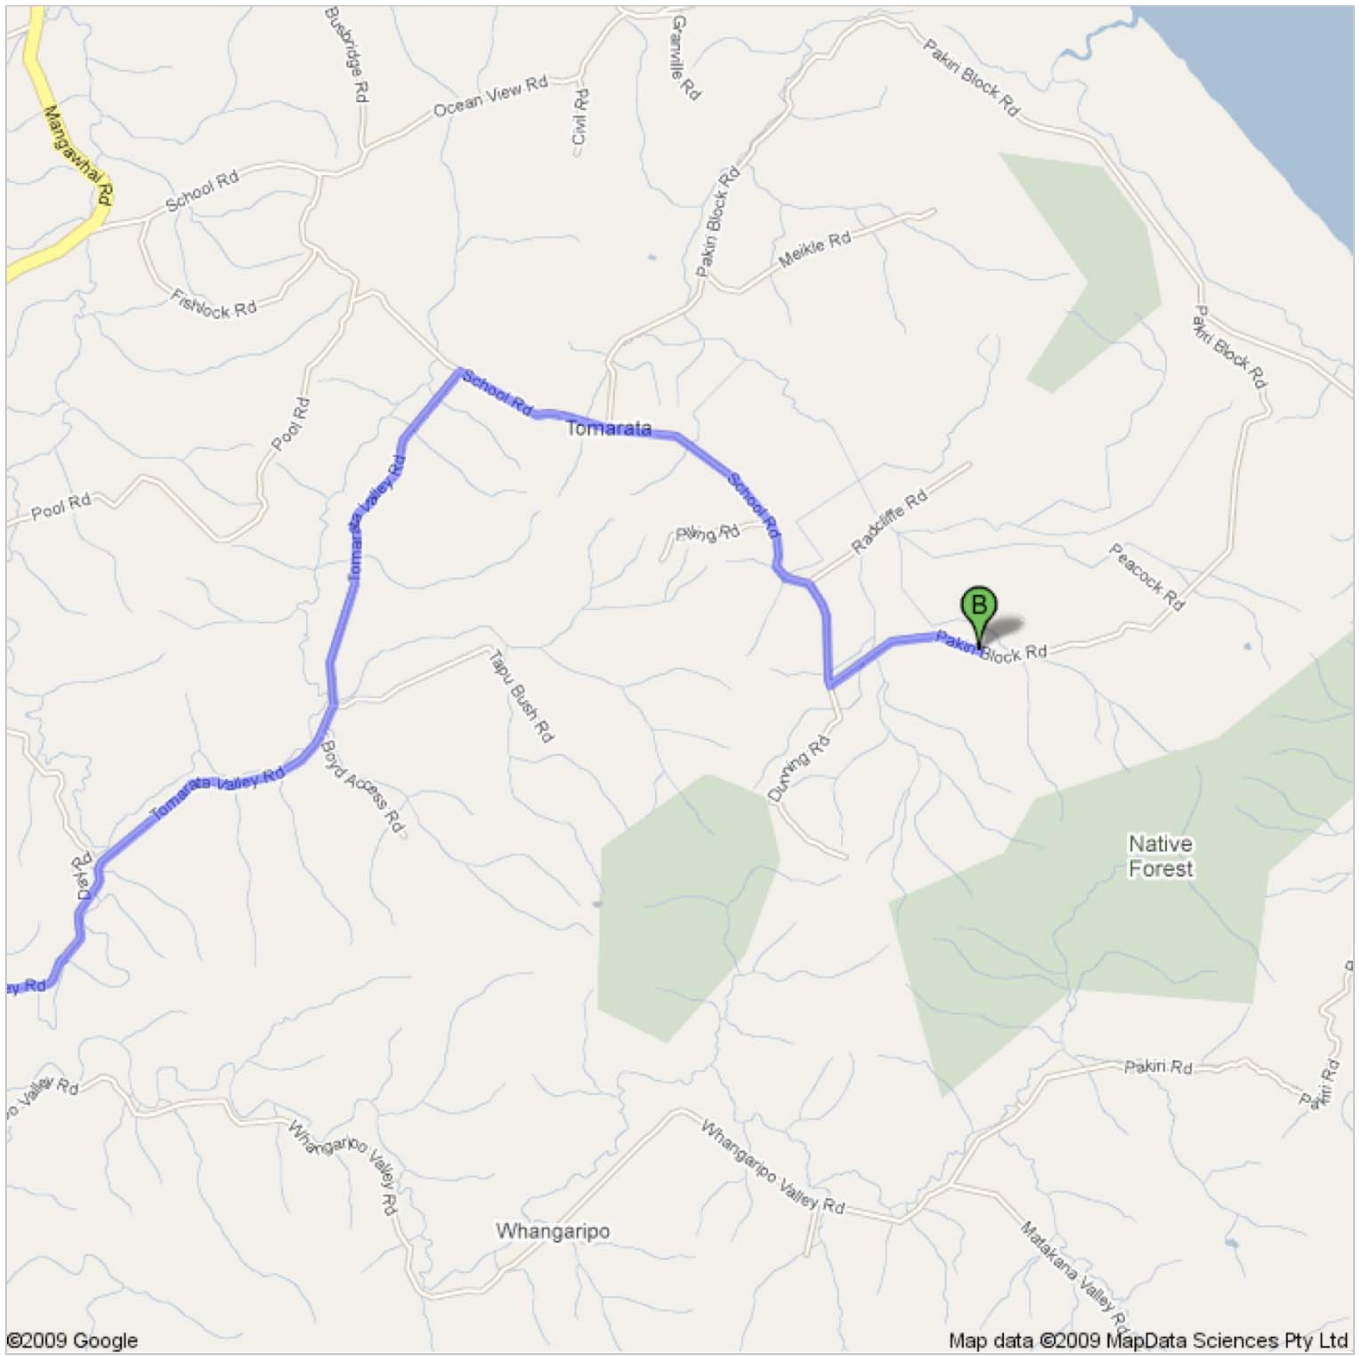 Busbridge Rd
Granville Rd
Pakiri Block Rd
Ocean View Rd
Civil Rd
Mangawhai Rd
School Rd
Pakiri Block Rd
Meikle Rd
Fishlock Rd
Pakiri Block Rd
School Rd
Pool Rd
Tomarata
Tomarata Valley Rd
School Rd
Pool Rd
Radcliffe Rd
Peacock Rd
B
Pakiri Block Rd
Tapu Bush Rd
Boyd Access Rd
Dunning Rd
Tomarata Valley Rd
Native
Forest
Rd
ey Rd
Pakiri Rd
Pakiri Rd
o Valley Rd
Whangaripo Valley Rd
Whangaripo Valley Rd
Whangaripo
Matakana Valley Rd
©2009 Google
Map data ©2009 MapData Sciences Pty Ltd